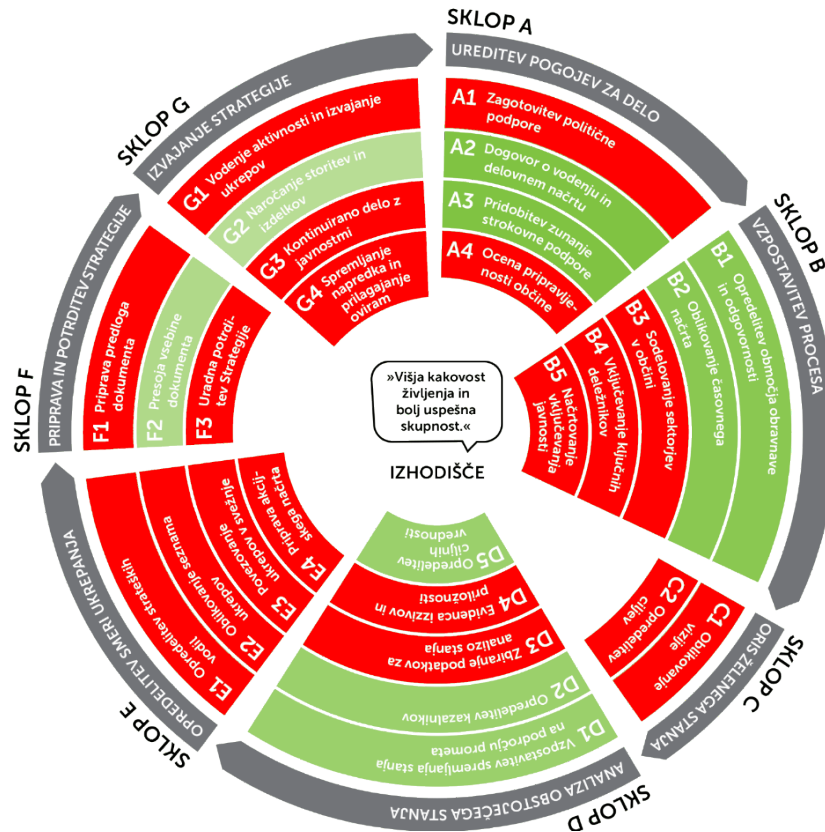 SKLOP A
UREDITEV POGOJEV ZA DELO
A1 Zagotovitev politične
podpore
A2 Dogovor o vodenju in
delovnem načrtu
A3 Pridobitev zunanje
strokovne podpore
A4 Ocena pripravlje-
nosti občine
SKLOP B
VZPOSTAVITEV PROCESA
B1 Opredelitev območja obravnave
in odgovornosti
B2 Oblikovanje časovnega
načrta
B3 Sodelovanje sektorjev
v občini
B4 Vključevanje ključnih
deležnikov
B5 Načrtovanje
vključevanja
javnosti
SKLOP C
ORIS ŽELENEGA STANJA
C1 Oblikovanje
vizije
C2 Opredelitev
ciljev
SKLOP D
ANALIZA OBSTOJEČEGA STANJA
D1 Vzpostavitev spremljanja stanja
na področju prometa
D2 Opredelitev kazalnikov
D3 Zbiranje podatkov za
analizo stanja
D4 Evidenca izzivov in
priložnosti
D5 Opredelitev
ciljnih
vrednosti
SKLOP E
OPREDELITEV SMERI UKREPANJA
E1 Opredelitev strateških
vodil
E2 Oblikovanje seznama
ukrepov
E3 Povezovanje
ukrepov v svežnje
E4 Priprava akcij-
skega načrta
SKLOP F
PRIPRAVA IN POTRDITEV STRATEGIJE
F1 Priprava predloga
dokumenta
F2 Presoja vsebine
dokumenta
F3 Uradna potrdi-
tev Strategije
SKLOP G
IZVAJANJE STRATEGIJE
G1 Vodenje aktivnosti in izvajanje
ukrepov
G2 Naročanje storitev in
izdelkov
G3 Kontinuirano delo z
javnostmi
G4 Spremljanje
napredka in
prilagajanje
oviram
»Višja kakovost
življenja in
bolj uspešna
skupnost.«
IZHODIŠČE